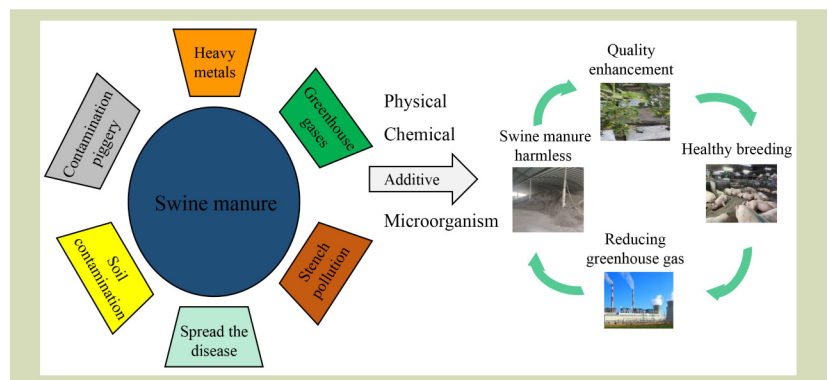 Heavy
metals
Greenhouse
gases
Contamination
piggery
Swine manure
Soil
contamination
Stench
pollution
Spread the
disease
Physical
Chemical
Additive
Microorganism
Quality
enhancement
Swine manure
harmless
Healthy breeding
Reducing
greenhouse gas